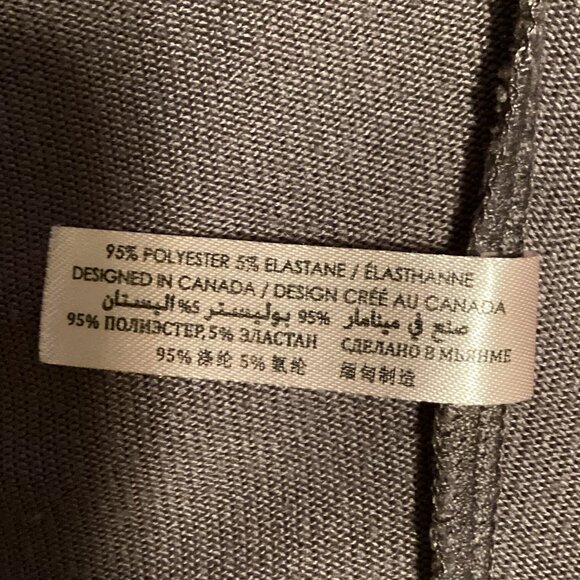 95% POLYESTER 5% ELASTANE / ÉLASTHANNE
DESIGNED IN CANADA / DESIGN CRÉÉ AU CANADA
صنع في مينامار 95% بوليستر 5% اليستان
95% ПОЛИЭСТЕР, 5% ЭЛАСТАН СДЕЛАНО В МЬЯНМЕ
95% 涤纶 5% 氨纶 缅甸制造